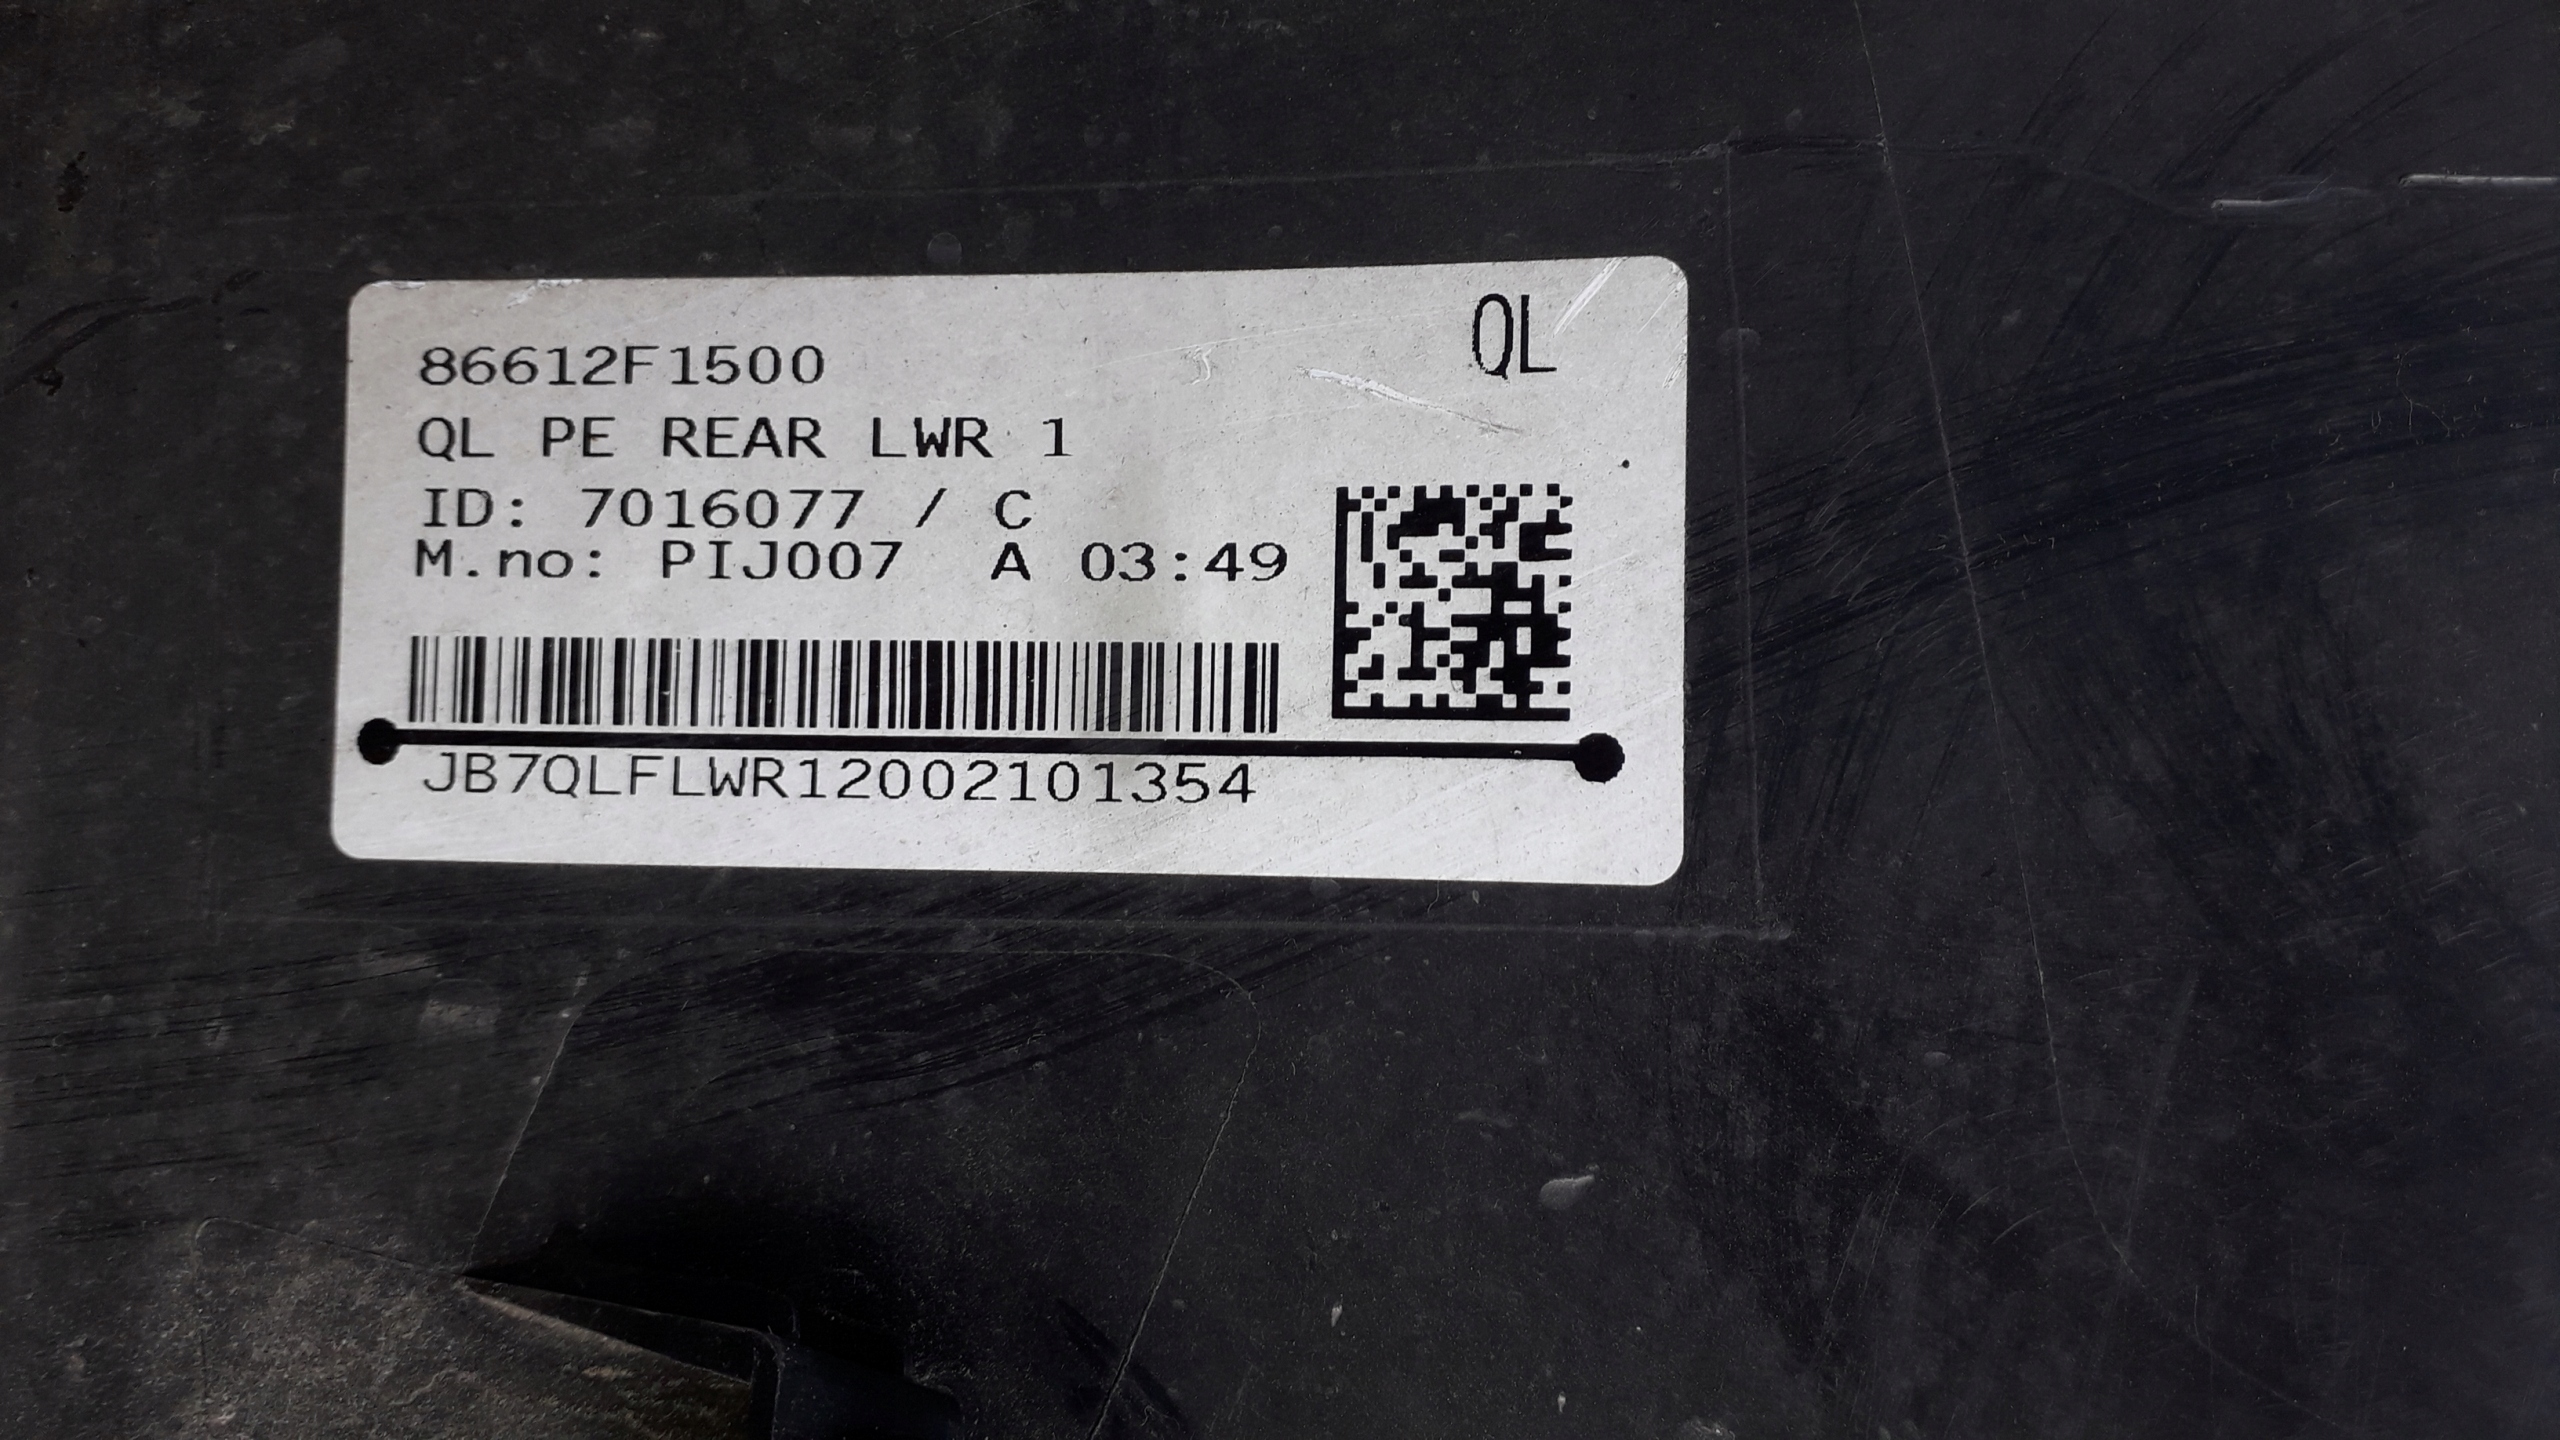 QL
86612F1500
QL PE REAR LWR 1
ID: 7016077 / C
M.no: PIJ007 A 03:49
JB7QLFLWR12002101354